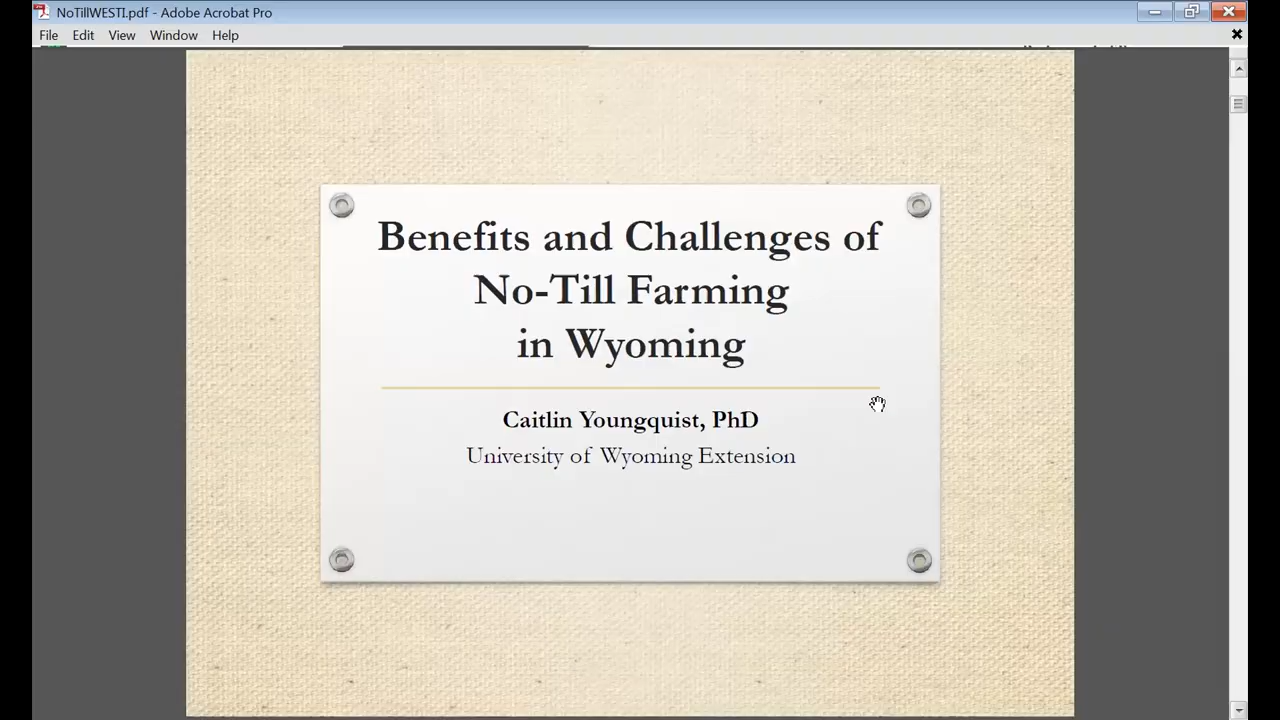 NoTillWESTI.pdf - Adobe Acrobat Pro
File Edit View Window Help
Benefits and Challenges of
No-Till Farming
in Wyoming
Caitlin Youngquist, PhD
University of Wyoming Extension